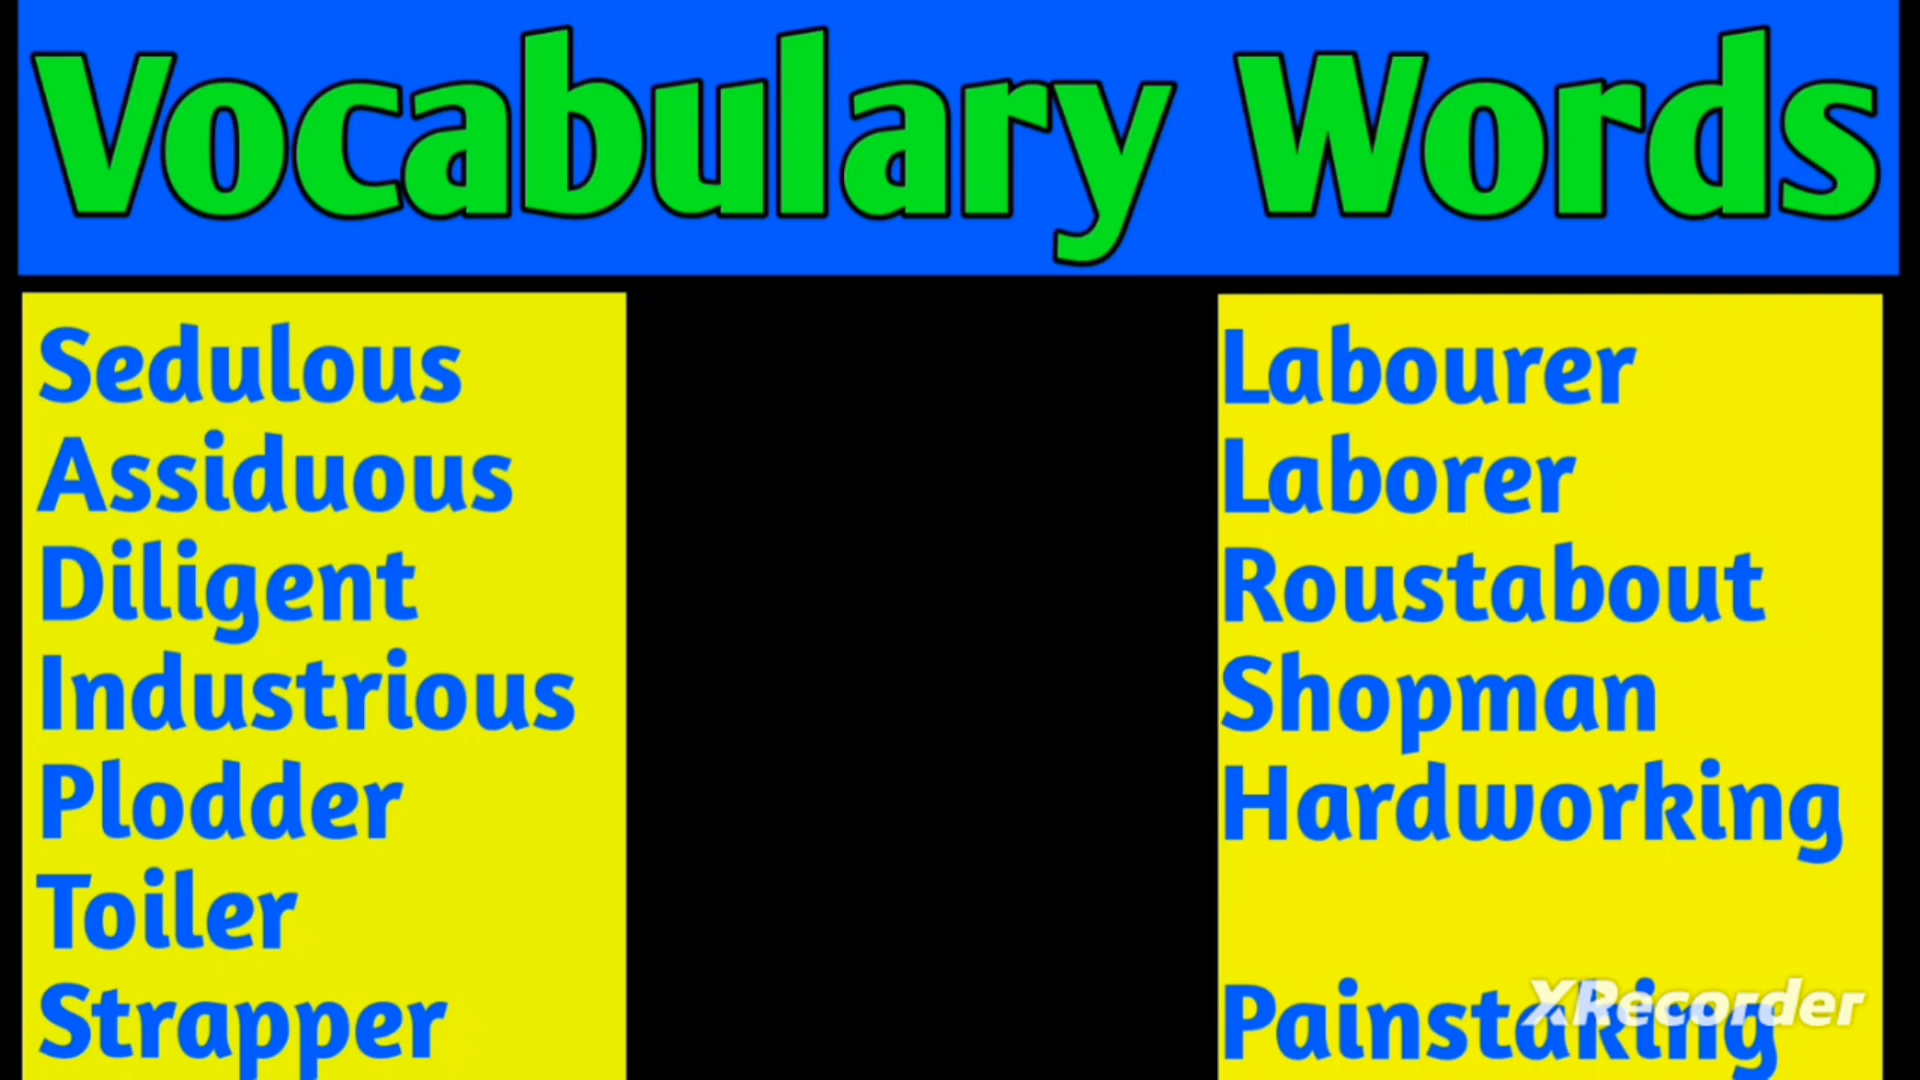 Vocabulary Words
Sedulous
Assiduous
Diligent
Industrious
Plodder
Toiler
Strapper
Labourer
Laborer
Roustabout
Shopman
Hardworking
Painstaking
XRecorder